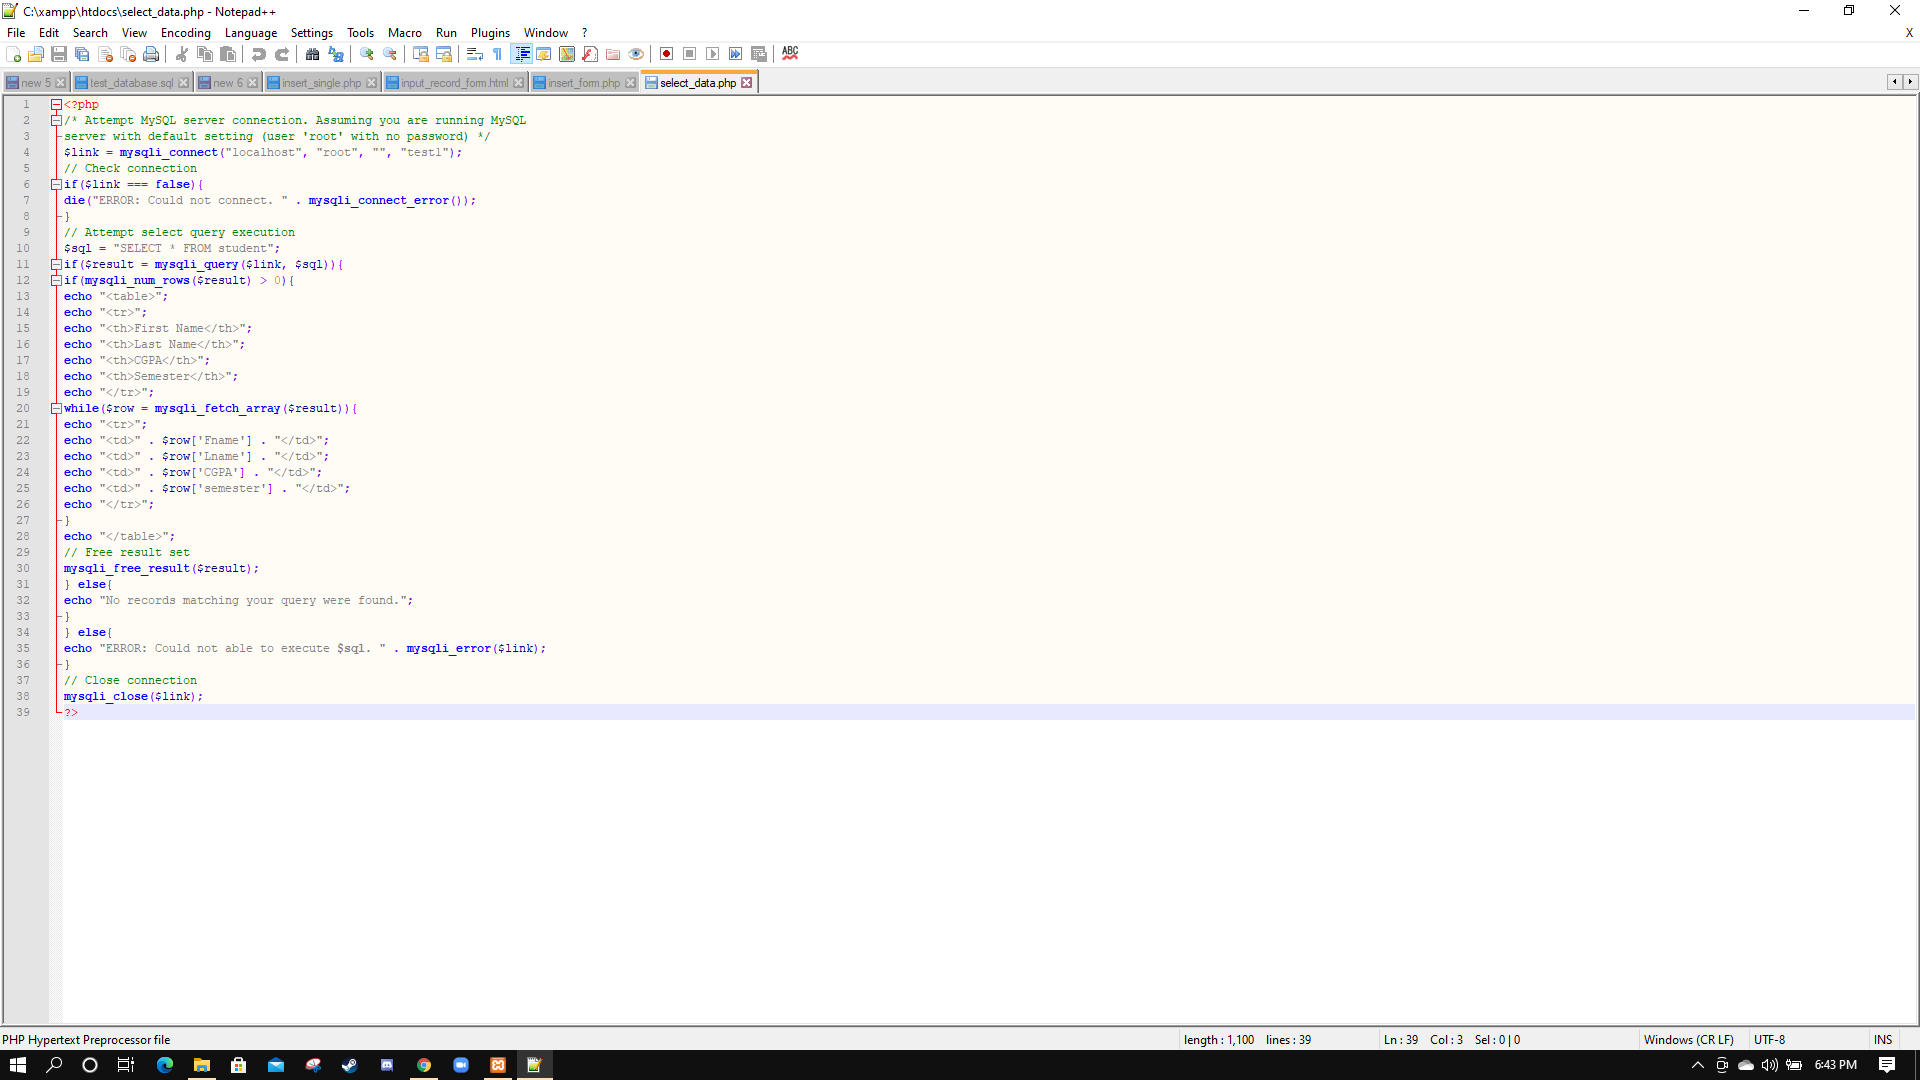 C:\xampp\htdocs\select_data.php - Notepad++
File Edit Search View Encoding Language Settings Tools Macro Run Plugins Window ? X
ABC
new 5 test_database.sql new 6 insert_single.php input_record_form.html insert_form.php select_data.php
1 <?php
2 /* Attempt MySQL server connection. Assuming you are running MySQL
3 server with default setting (user 'root' with no password) */
4 $link = mysqli_connect("localhost", "root", "", "test1");
5 // Check connection
6 if($link === false){
7 die("ERROR: Could not connect. " . mysqli_connect_error());
8 }
9 // Attempt select query execution
10 $sql = "SELECT * FROM student";
11 if($result = mysqli_query($link, $sql)){
12 if(mysqli_num_rows($result) > 0){
13 echo "<table>";
14 echo "<tr>";
15 echo "<th>First Name</th>";
16 echo "<th>Last Name</th>";
17 echo "<th>CGPA</th>";
18 echo "<th>Semester</th>";
19 echo "</tr>";
20 while($row = mysqli_fetch_array($result)){
21 echo "<tr>";
22 echo "<td>" . $row['Fname'] . "</td>";
23 echo "<td>" . $row['Lname'] . "</td>";
24 echo "<td>" . $row['CGPA'] . "</td>";
25 echo "<td>" . $row['semester'] . "</td>";
26 echo "</tr>";
27 }
28 echo "</table>";
29 // Free result set
30 mysqli_free_result($result);
31 } else{
32 echo "No records matching your query were found.";
33 }
34 } else{
35 echo "ERROR: Could not able to execute $sql. " . mysqli_error($link);
36 }
37 // Close connection
38 mysqli_close($link);
39 ?>
PHP Hypertext Preprocessor file length : 1,100 lines : 39 Ln : 39 Col : 3 Sel : 0 | 0 Windows (CR LF) UTF-8 INS
6:43 PM